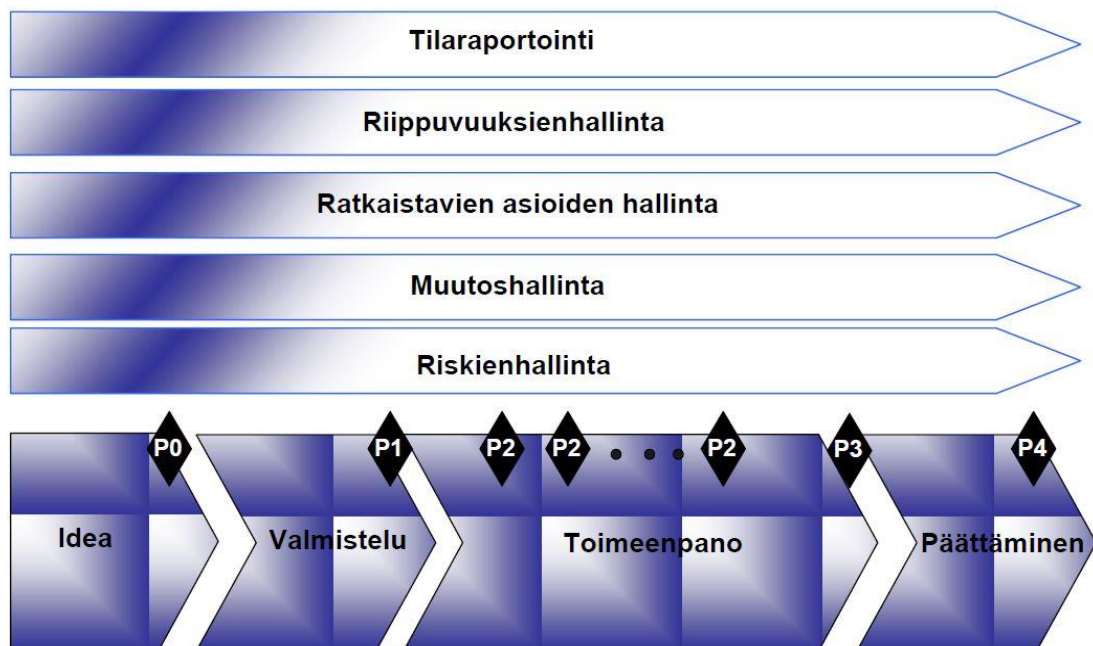 Tilaraportointi
Riippuvuuksienhallinta
Ratkaistavien asioiden hallinta
Muutoshallinta
Riskienhallinta
P0 P1 P2 P2 P2 P3 P4
Idea Valmistelu Toimeenpano Päättäminen